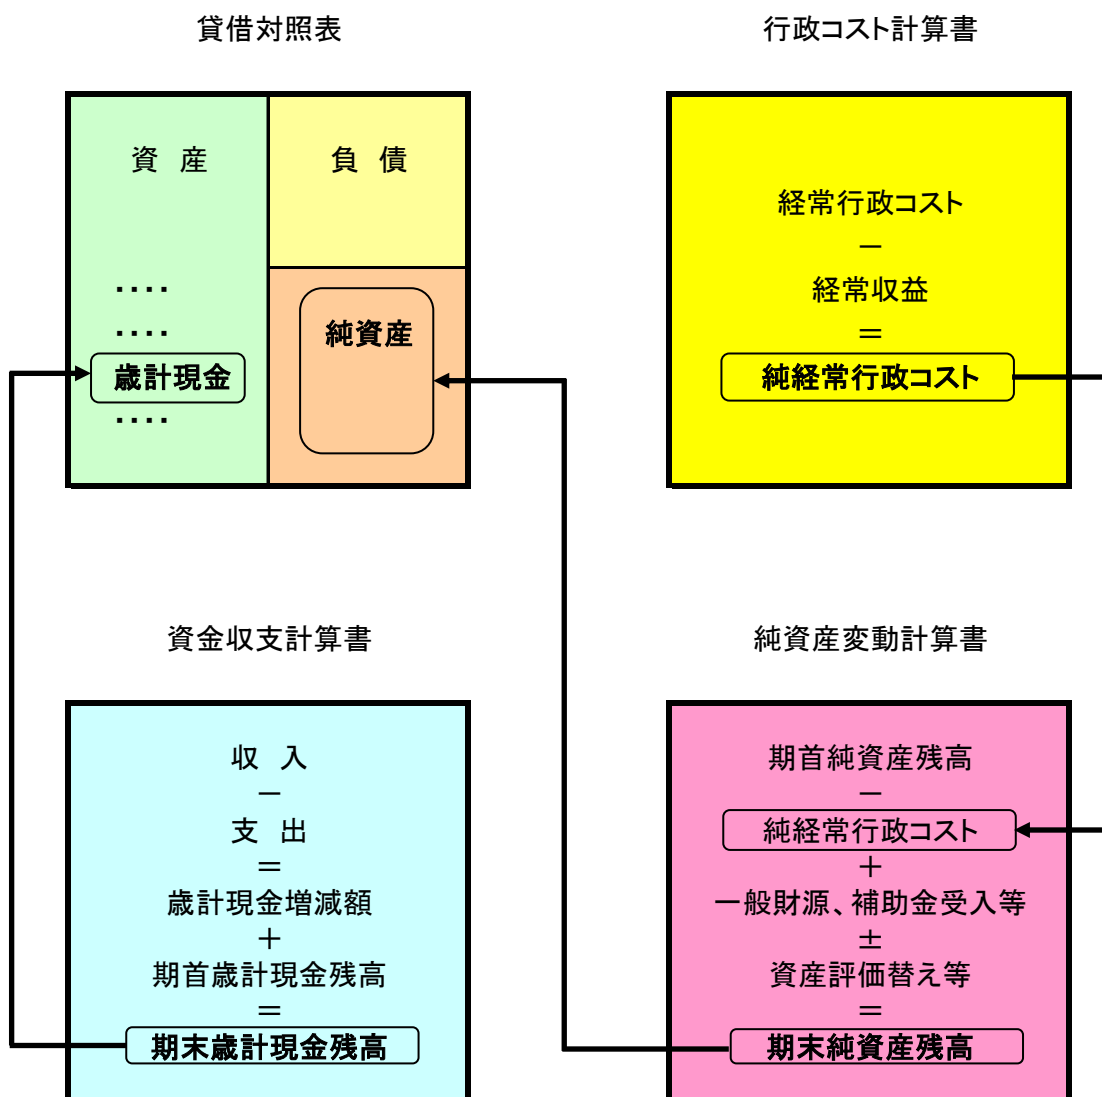 貸借対照表
資 産
負 債
‥‥
‥‥
歳計現金
‥‥
純資産
行政コスト計算書
経常行政コスト
－
経常収益
＝
純経常行政コスト
資金収支計算書
収 入
－
支 出
＝
歳計現金増減額
＋
期首歳計現金残高
＝
期末歳計現金残高
純資産変動計算書
期首純資産残高
－
純経常行政コスト
＋
一般財源、補助金受入等
±
資産評価替え等
＝
期末純資産残高